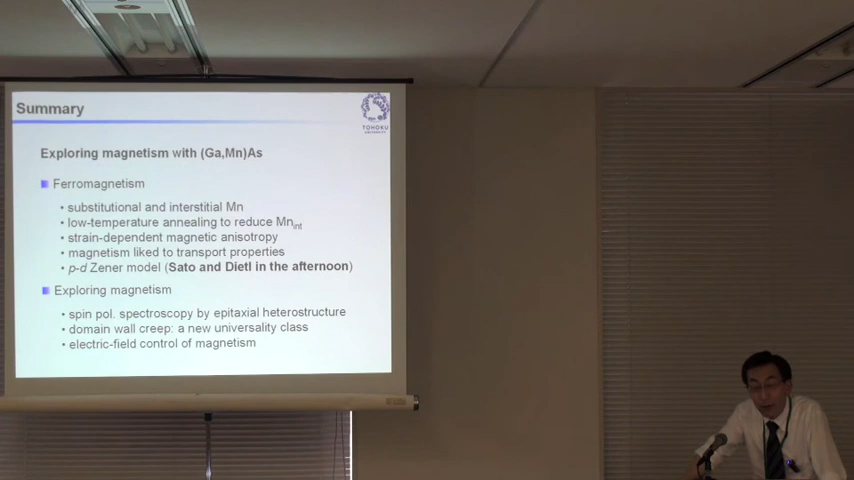 Summary
TOHOKU
UNIVERSITY
Exploring magnetism with (Ga,Mn)As
Ferromagnetism
• substitutional and interstitial Mn
• low-temperature annealing to reduce Mnint
• strain-dependent magnetic anisotropy
• magnetism liked to transport properties
• p-d Zener model (Sato and Dietl in the afternoon)
Exploring magnetism
• spin pol. spectroscopy by epitaxial heterostructure
• domain wall creep: a new universality class
• electric-field control of magnetism